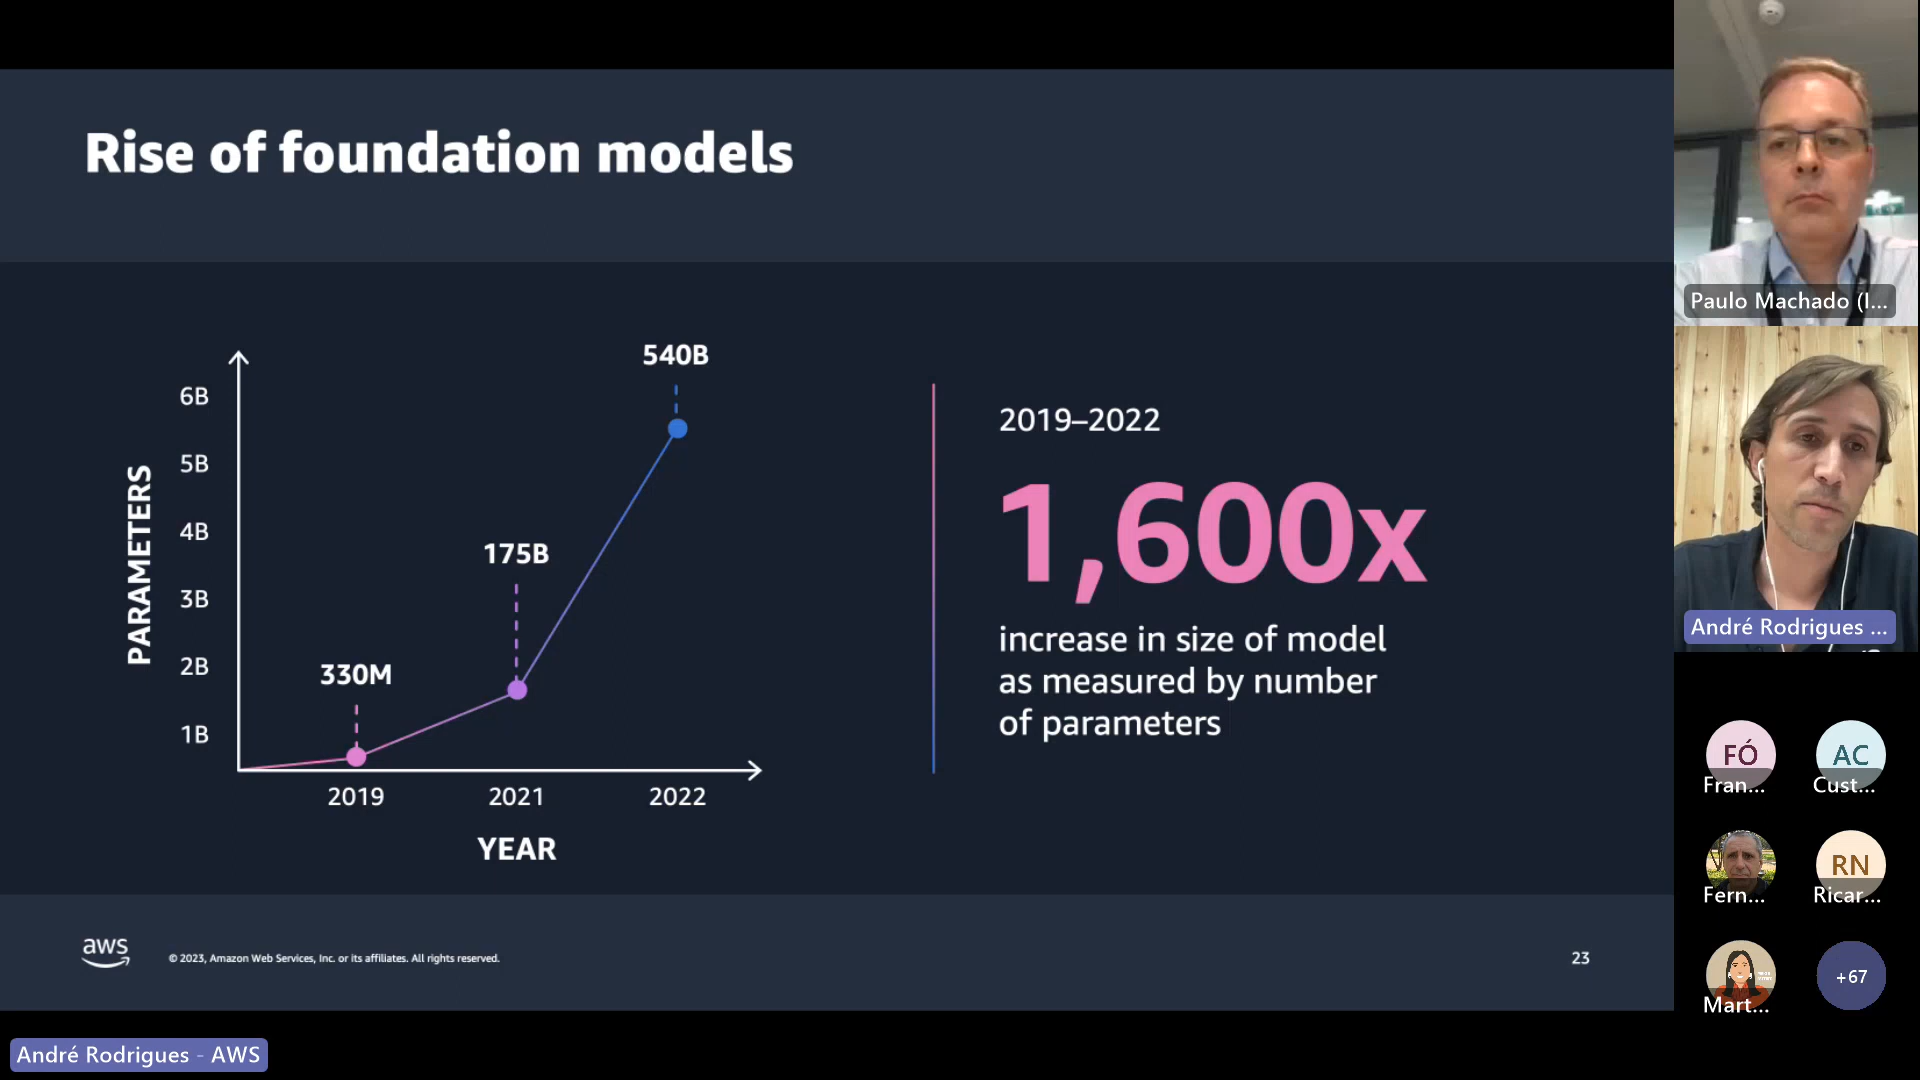 Rise of foundation models
PARAMETERS
6B
5B
4B
3B
2B
1B
330M
175B
540B
2019
2021
2022
YEAR
2019–2022
1,600x
increase in size of model
as measured by number
of parameters
aws
© 2023, Amazon Web Services, Inc. or its affiliates. All rights reserved.
23
André Rodrigues - AWS
Paulo Machado (I...
André Rodrigues ...
FÓ
Fran...
AC
Cust...
Fern...
RN
Ricar...
Mart...
+67